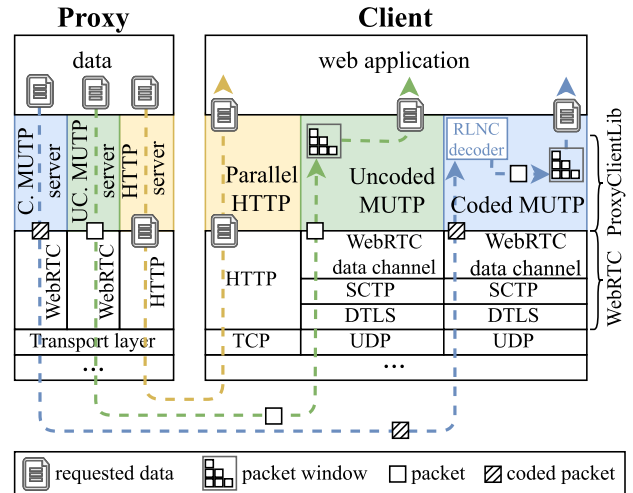 Proxy
Client
data
web application
C. MUTP
server
UC. MUTP
server
HTTP
server
Parallel
HTTP
Uncoded
MUTP
RLNC
decoder
Coded MUTP
ProxyClientLib
WebRTC
WebRTC
HTTP
HTTP
WebRTC
data channel
WebRTC
data channel
SCTP
SCTP
DTLS
DTLS
WebRTC
Transport layer
TCP
UDP
UDP
...
...
requested data
packet window
packet
coded packet